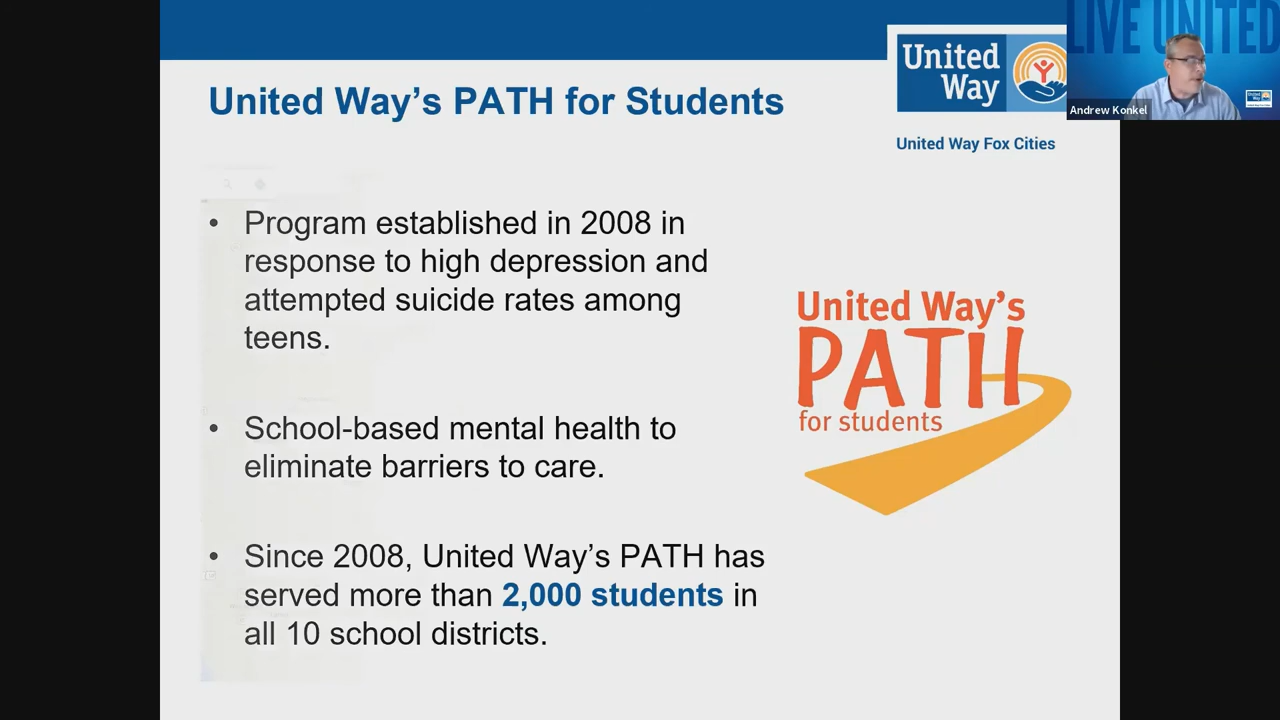 LIVE UNITED
United
Way
Andrew Konkel
United Way's PATH for Students
United Way Fox Cities
• Program established in 2008 in
response to high depression and
attempted suicide rates among
teens.
United Way's
PATH
for students
• School-based mental health to
eliminate barriers to care.
• Since 2008, United Way's PATH has
served more than 2,000 students in
all 10 school districts.